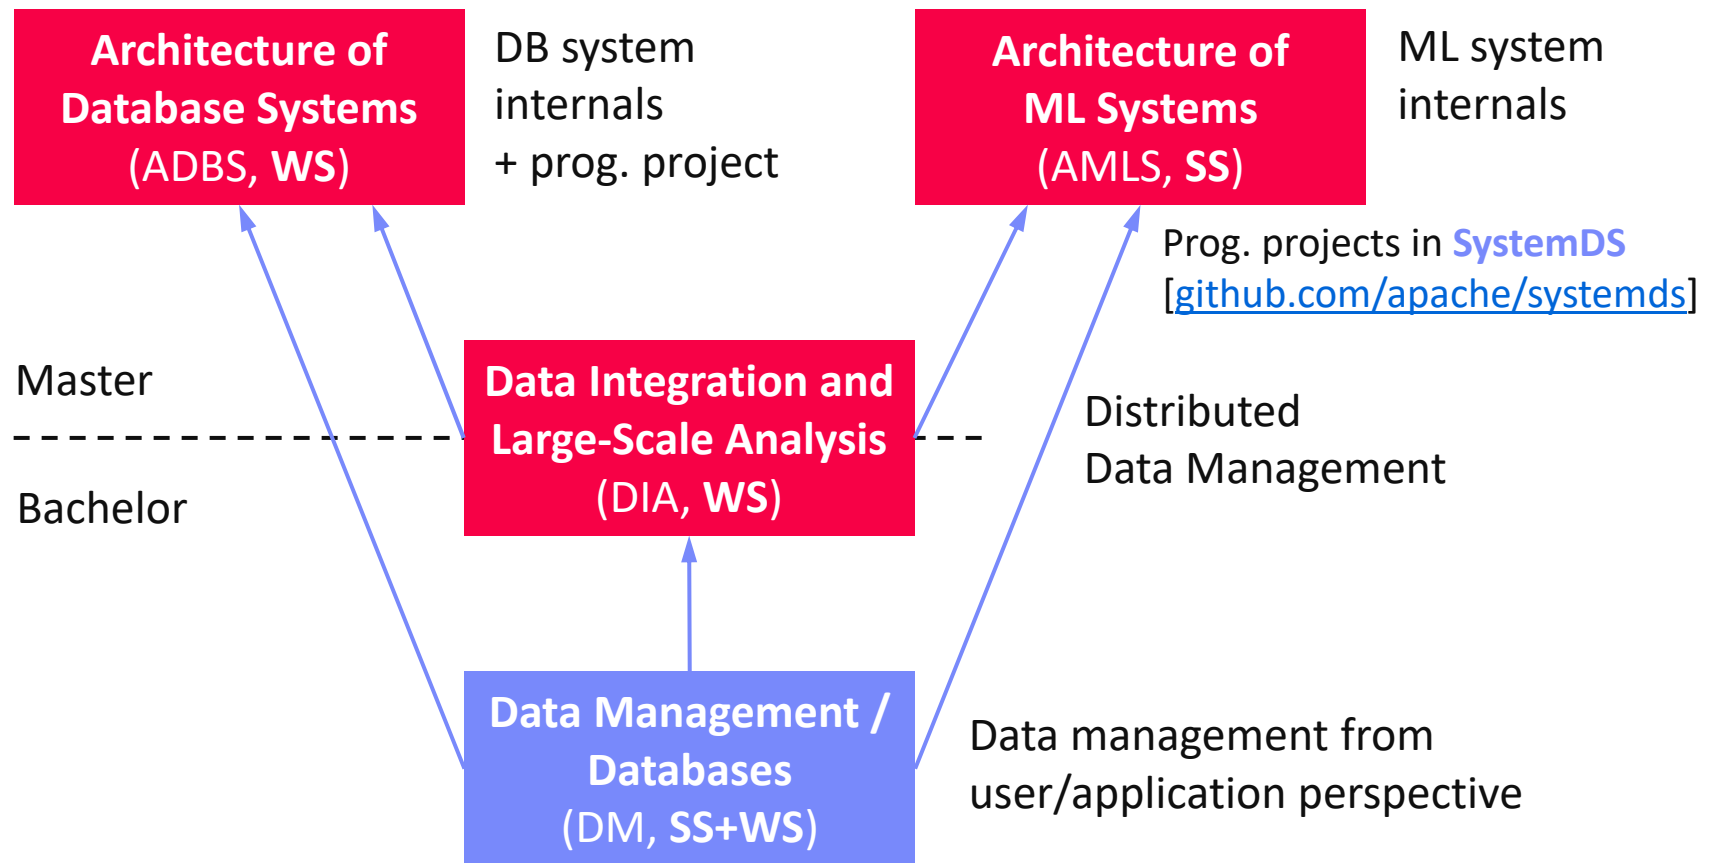 Architecture of
Database Systems
(ADBS, WS)
DB system
internals
+ prog. project
Architecture of
ML Systems
(AMLS, SS)
ML system
internals
Prog. projects in SystemDS
[github.com/apache/systemds]
Master
Bachelor
Data Integration and
Large-Scale Analysis
(DIA, WS)
Distributed
Data Management
Data Management /
Databases
(DM, SS+WS)
Data management from
user/application perspective